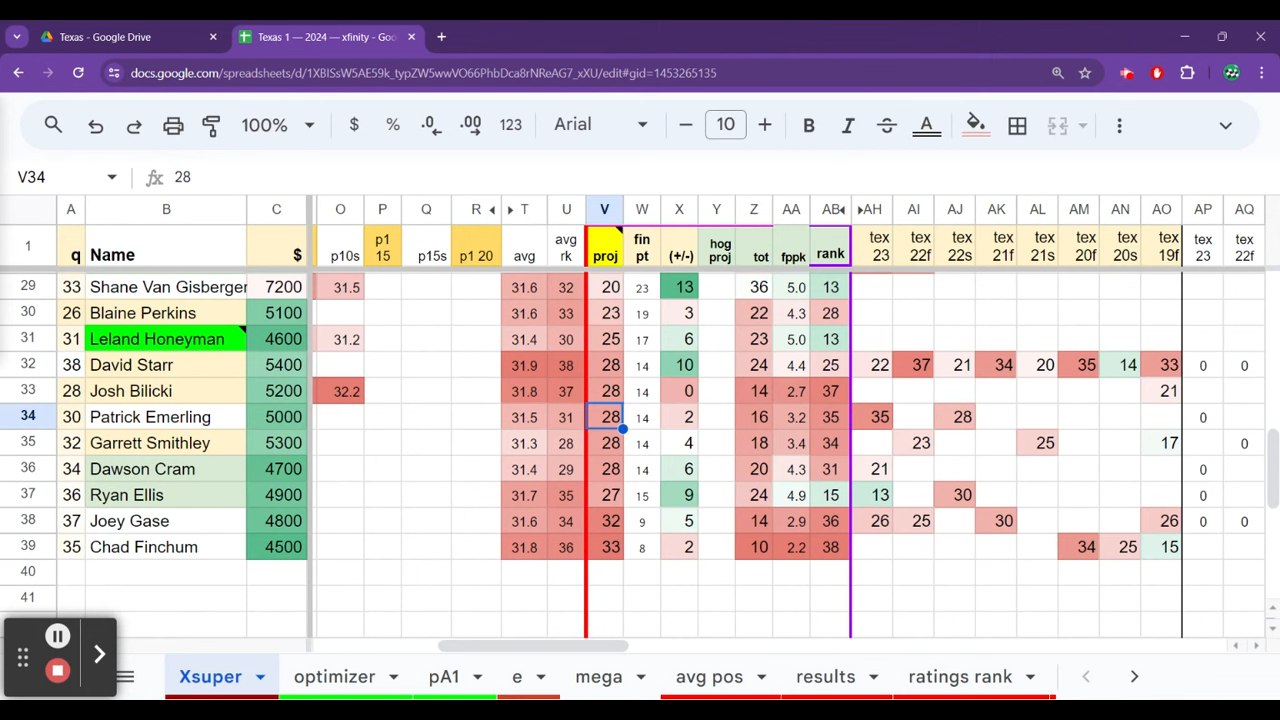 Texas - Google Drive
Texas 1 — 2024 — xfinity - Goo
docs.google.com/spreadsheets/d/1XBISsW5AE59k_typZW5wwVO66PhbDca8rNReAG7_xXU/edit#gid=1453265135
100% $ % .0 .00 123 Arial 10 B I S A
V34 fx 28
A B C O P Q R T U V W X Y Z AA AB AH AI AJ AK AL AM AN AO AP AQ
1 q Name $ p10s p1 15 p15s p1 20 avg avg rk proj fin pt (+/-) hog proj tot fppk rank tex 23 tex 22f tex 22s tex 21f tex 21s tex 20f tex 20s tex 19f tex 23 tex 22f
29 33 Shane Van Gisbergen 7200 31.5 31.6 32 20 23 13 36 5.0 13
30 26 Blaine Perkins 5100 31.6 33 23 19 3 22 4.3 28
31 31 Leland Honeyman 4600 31.2 31.4 30 25 17 6 23 5.0 13
32 38 David Starr 5400 31.9 38 28 14 10 24 4.4 25 22 37 21 34 20 35 14 33 0 0
33 28 Josh Bilicki 5200 32.2 31.8 37 28 14 0 14 2.7 37 21
34 30 Patrick Emerling 5000 31.5 31 28 14 2 16 3.2 35 35 28 0
35 32 Garrett Smithley 5300 31.3 28 28 14 4 18 3.4 34 23 25 17 0
36 34 Dawson Cram 4700 31.4 29 28 14 6 20 4.3 31 21 0
37 36 Ryan Ellis 4900 31.7 35 27 15 9 24 4.9 15 13 30 0
38 37 Joey Gase 4800 31.6 34 32 9 5 14 2.9 36 26 25 30 26 0 0
39 35 Chad Finchum 4500 31.8 36 33 8 2 10 2.2 38 34 25 15
40
41
Xsuper optimizer pA1 e mega avg pos results ratings rank